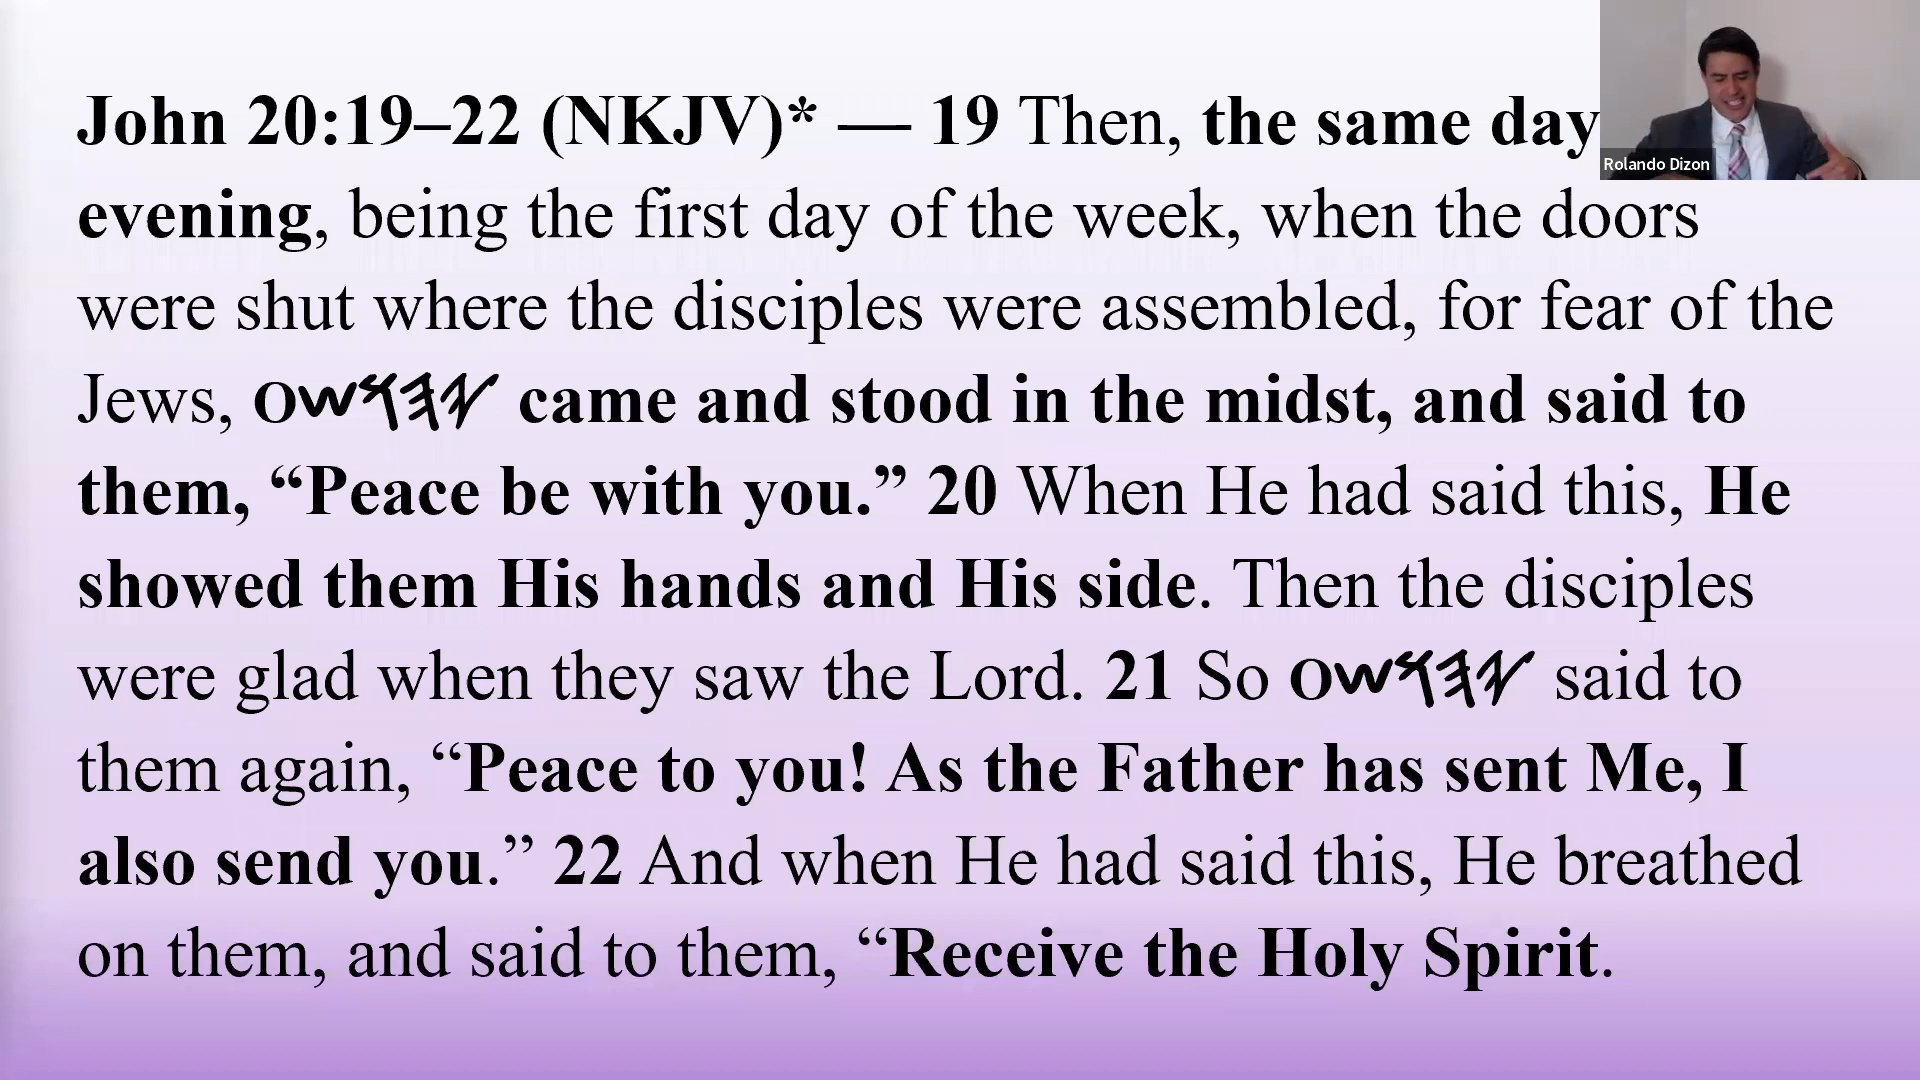 John 20:19–22 (NKJV)* — 19 Then, the same day
evening, being the first day of the week, when the doors
were shut where the disciples were assembled, for fear of the
Jews, 𐤏𐤔𐤅𐤄𐤉 came and stood in the midst, and said to
them, “Peace be with you.” 20 When He had said this, He
showed them His hands and His side. Then the disciples
were glad when they saw the Lord. 21 So 𐤏𐤔𐤅𐤄𐤉 said to
them again, “Peace to you! As the Father has sent Me, I
also send you.” 22 And when He had said this, He breathed
on them, and said to them, “Receive the Holy Spirit.
Rolando Dizon